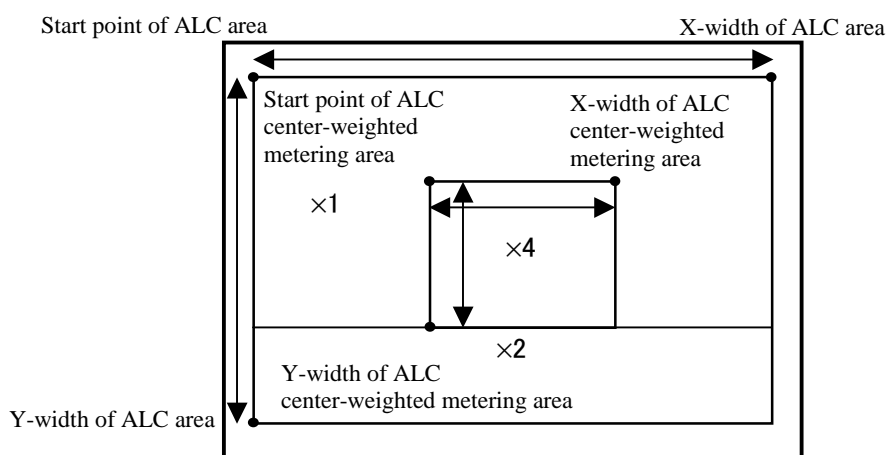 Start point of ALC area
X-width of ALC area
Start point of ALC
center-weighted
metering area
X-width of ALC
center-weighted
metering area
×1
×4
×2
Y-width of ALC
center-weighted metering area
Y-width of ALC area